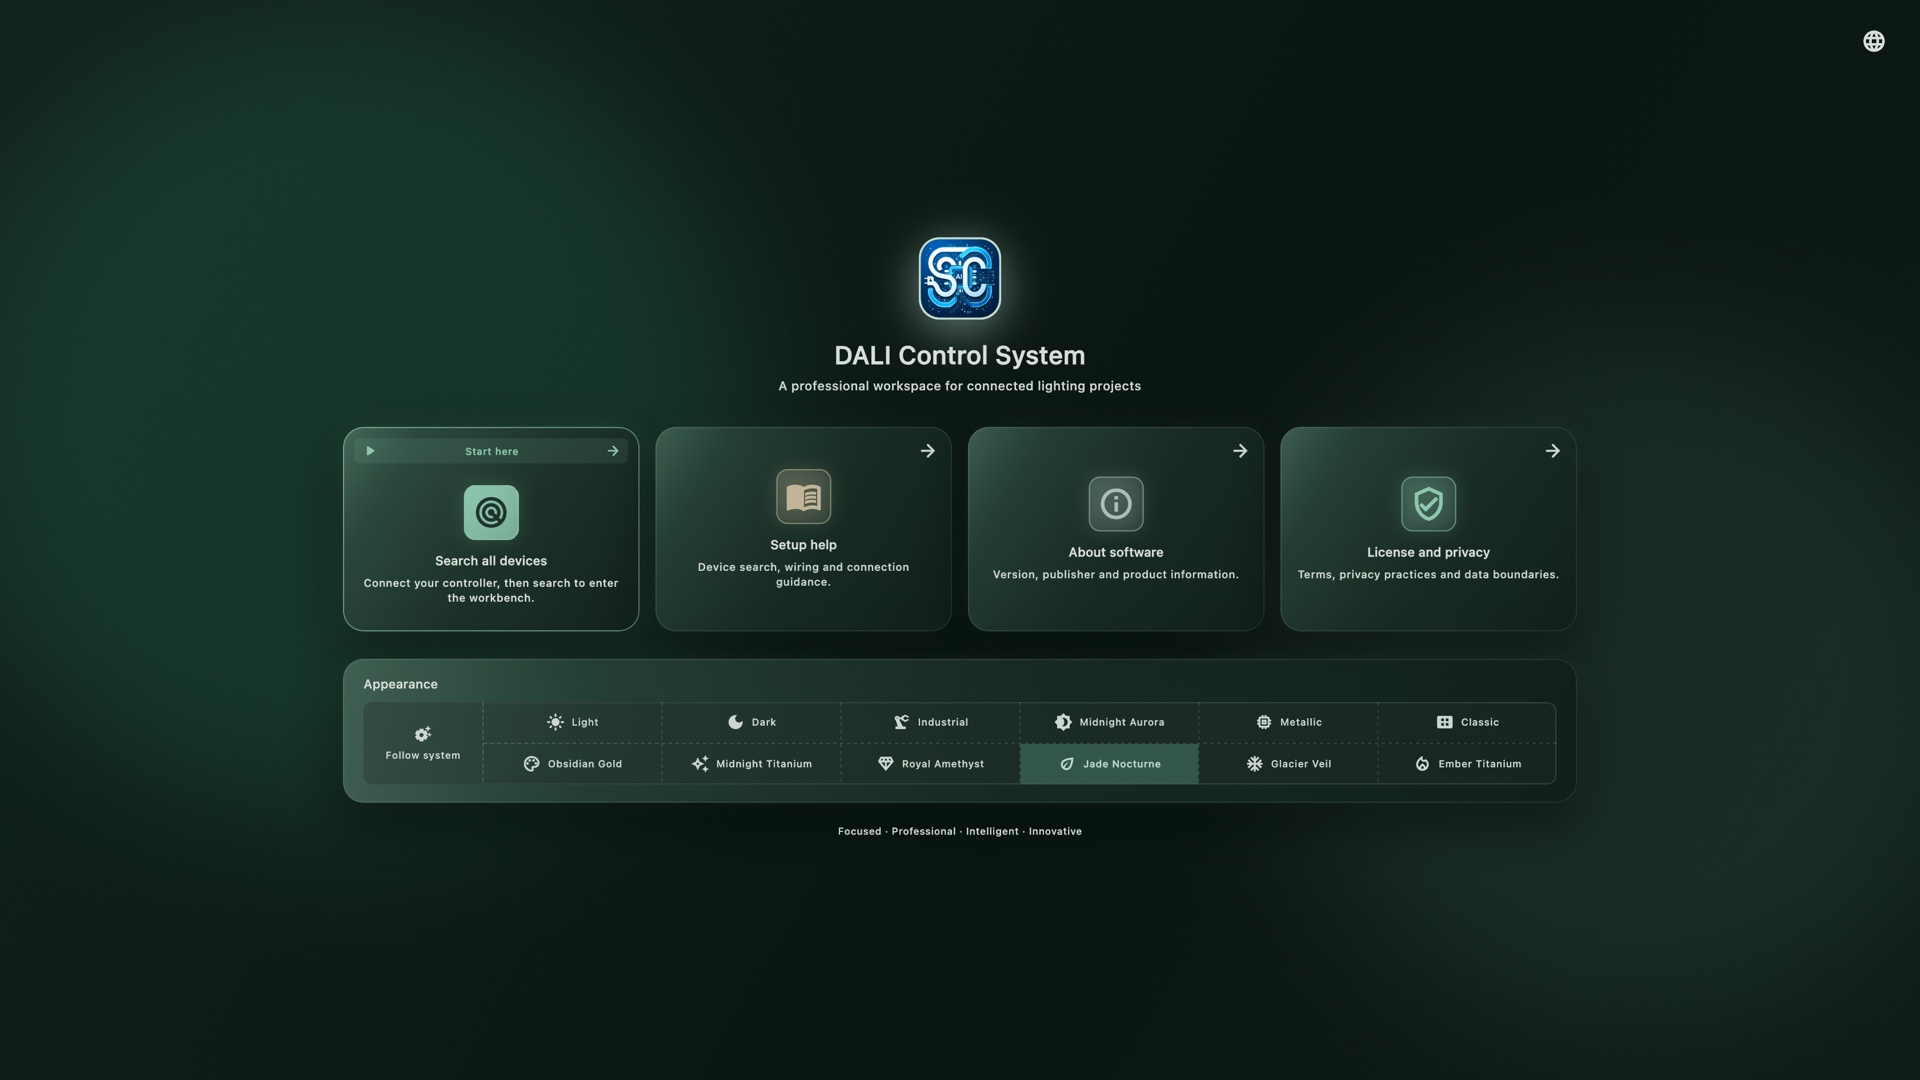 SC
AI
DALI Control System
A professional workspace for connected lighting projects
Start here
Search all devices
Connect your controller, then search to enter
the workbench.
Setup help
Device search, wiring and connection
guidance.
About software
Version, publisher and product information.
License and privacy
Terms, privacy practices and data boundaries.
Appearance
Follow system
Light
Dark
Industrial
Midnight Aurora
Metallic
Classic
Obsidian Gold
Midnight Titanium
Royal Amethyst
Jade Nocturne
Glacier Veil
Ember Titanium
Focused · Professional · Intelligent · Innovative